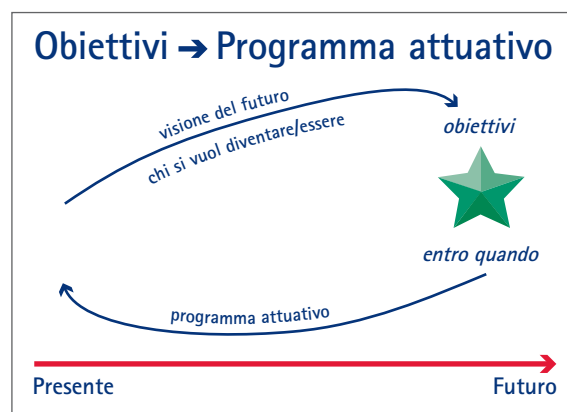 Obiettivi ➔ Programma attuativo
visione del futuro
chi si vuol diventare/essere
obiettivi
entro quando
programma attuativo
Presente
Futuro